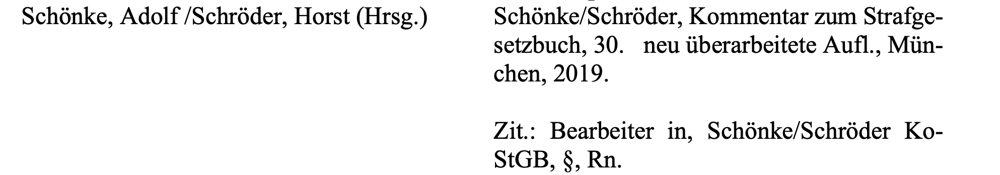 Schönke, Adolf /Schröder, Horst (Hrsg.)
Schönke/Schröder, Kommentar zum Strafge-
setzbuch, 30. neu überarbeitete Aufl., Mün-
chen, 2019.
Zit.: Bearbeiter in, Schönke/Schröder Ko-
StGB, §, Rn.